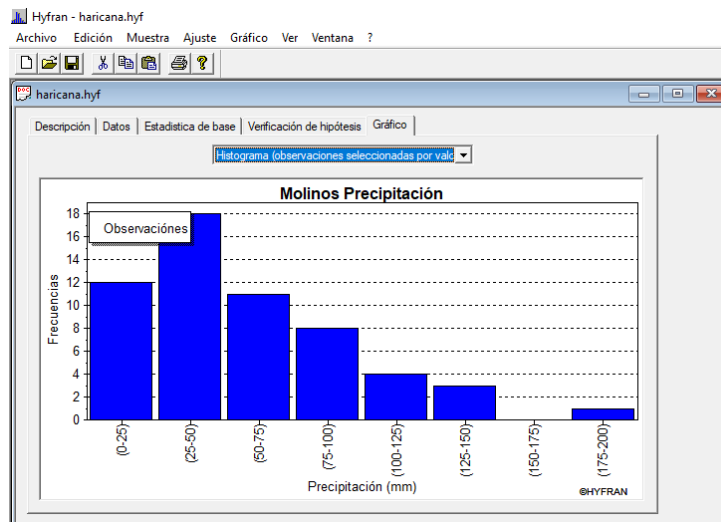 Hyfran - haricana.hyf
Archivo Edición Muestra Ajuste Gráfico Ver Ventana ?
haricana.hyf
Descripción Datos Estadistica de base Verificación de hipótesis Gráfico
Histograma (observaciones seleccionadas por valo
Molinos Precipitación
Observaciónes
Frecuencias
18
16
14
12
10
8
6
4
2
0
(0-25) (25-50) (50-75) (75-100) (100-125) (125-150) (150-175) (175-200)
Precipitación (mm)
©HYFRAN